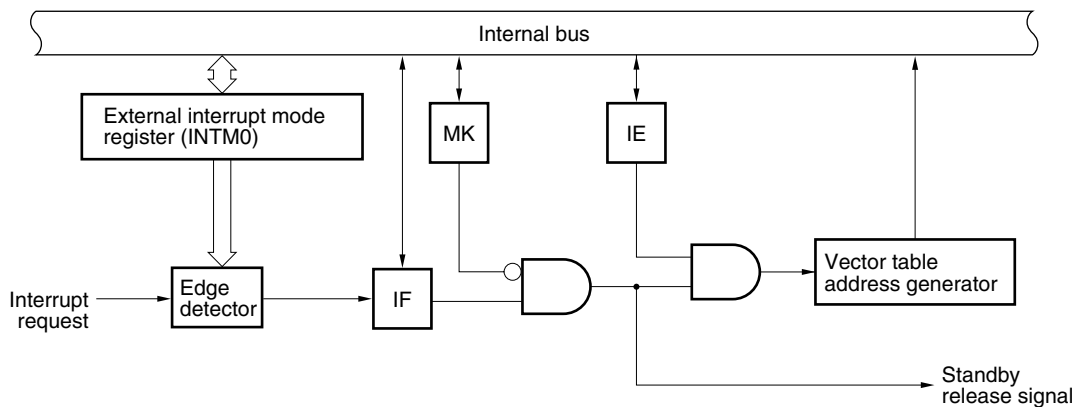 Internal bus
External interrupt mode
register (INTM0)
MK
IE
Interrupt
request
Edge
detector
IF
Vector table
address generator
Standby
release signal